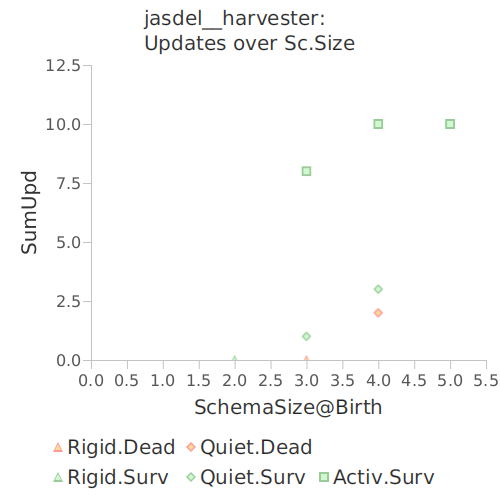 jasdel__harvester:
Updates over Sc.Size
12.5
10.0
7.5
5.0
2.5
0.0
SumUpd
0.0 0.5 1.0 1.5 2.0 2.5 3.0 3.5 4.0 4.5 5.0 5.5
SchemaSize@Birth
Rigid.Dead Quiet.Dead
Rigid.Surv Quiet.Surv Activ.Surv